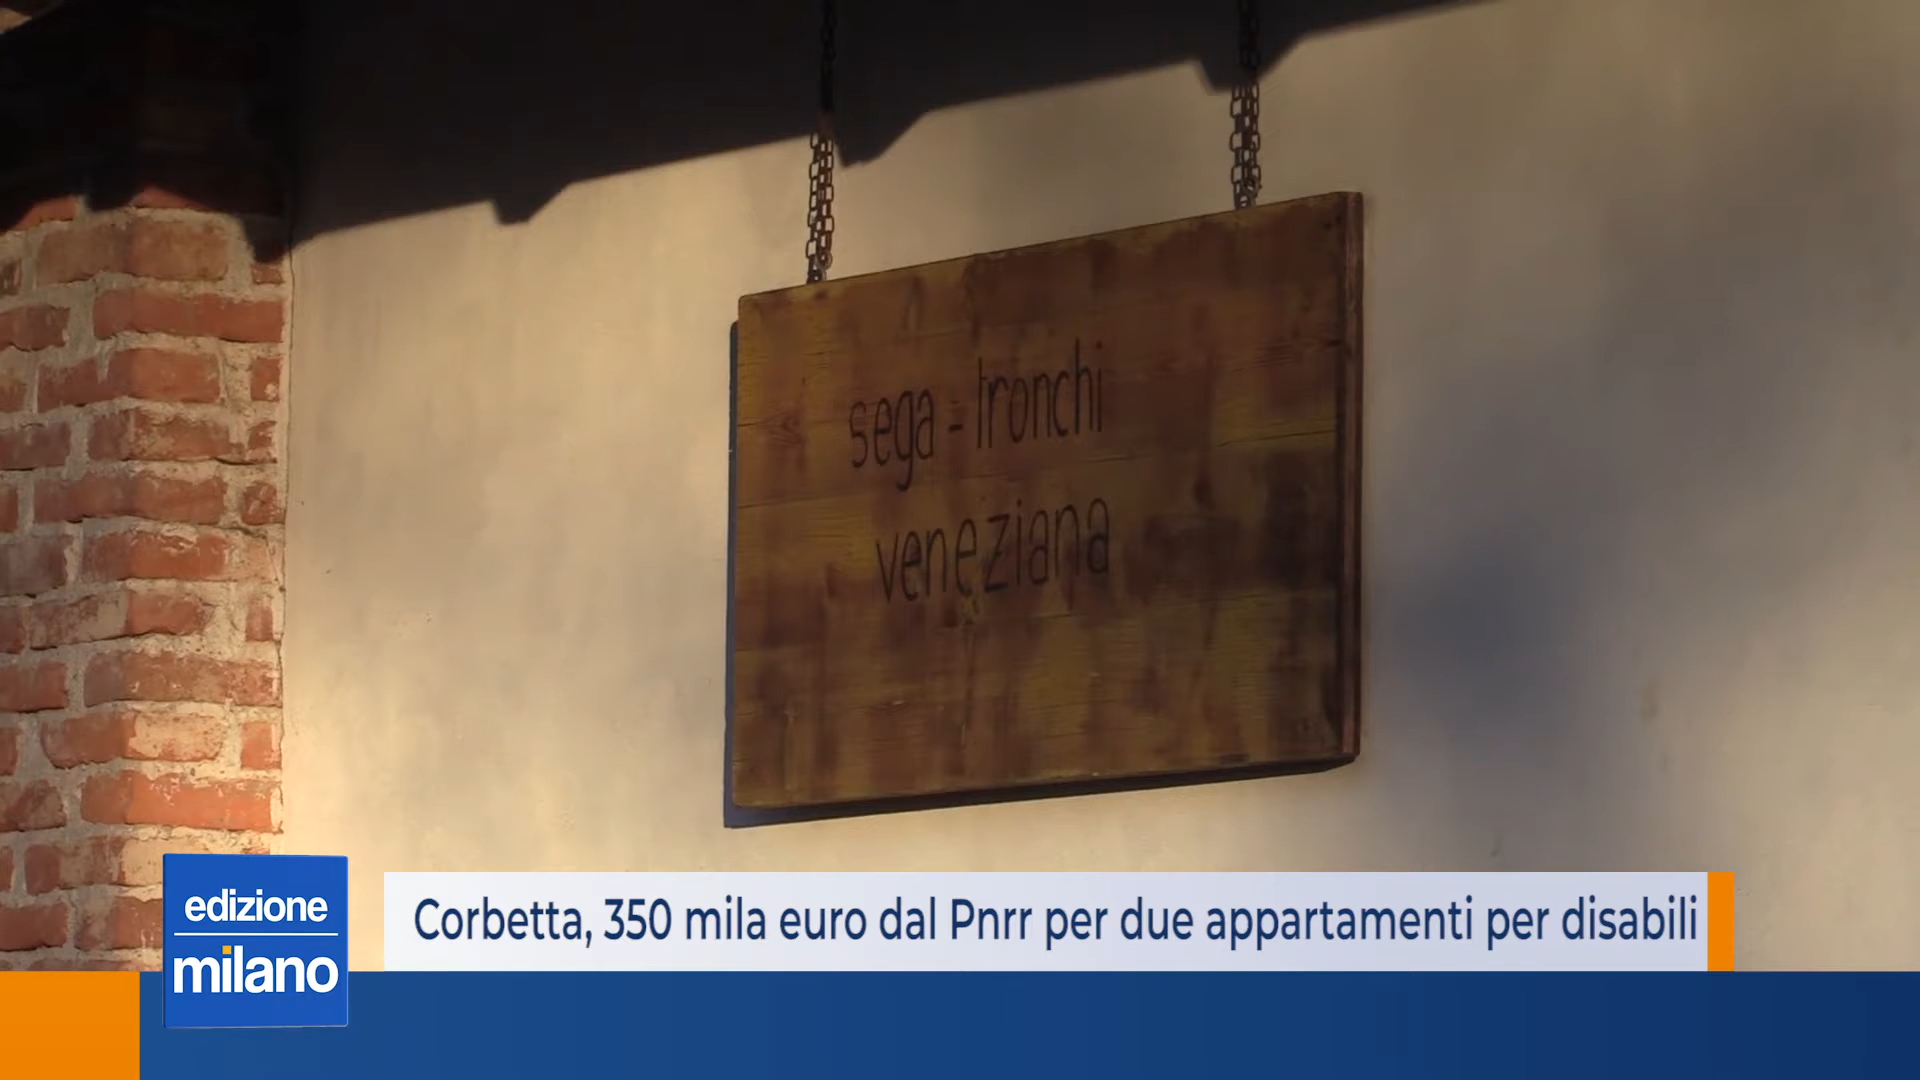 sega - tronchi
veneziana
edizione
milano
Corbetta, 350 mila euro dal Pnrr per due appartamenti per disabili